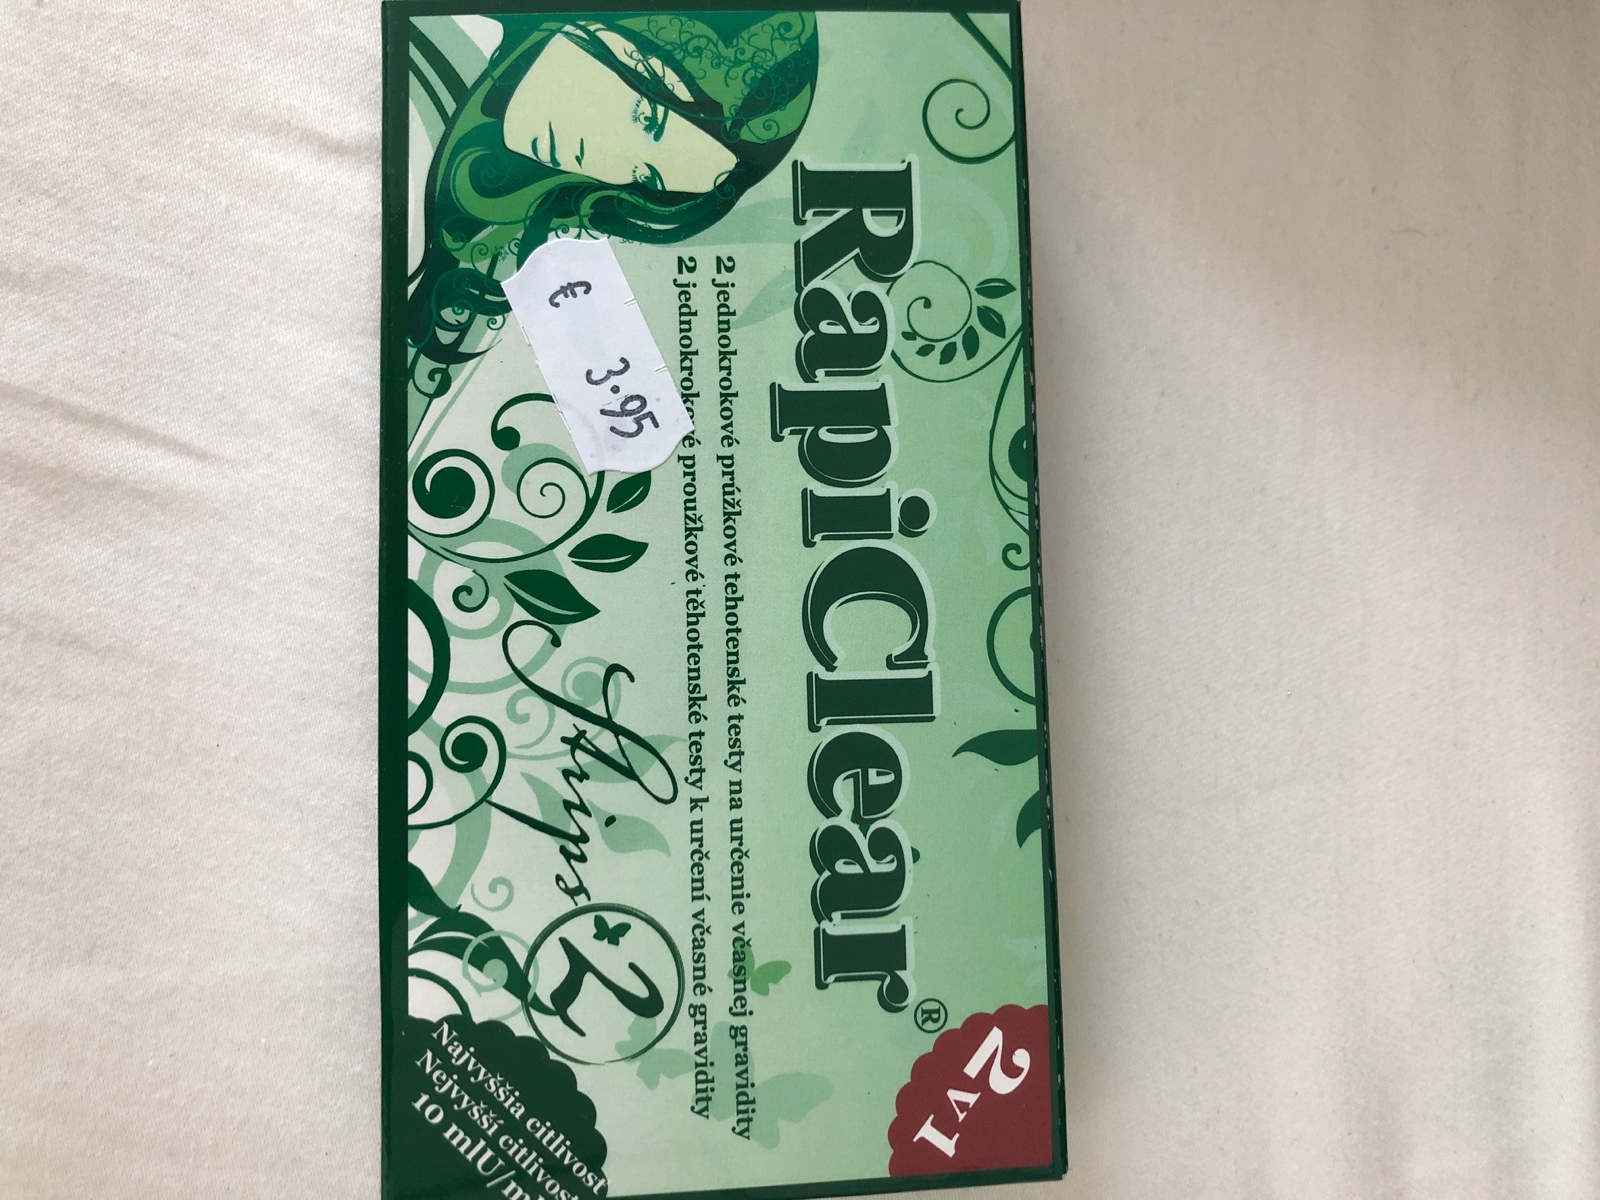 RapiClear®
2 v 1
2 jednokrokové prúžkové tehotenské testy na určenie včasnej gravidity
2 jednokrokové proužkové těhotenské testy k určení včasné gravidity
€ 3.95
Strips 2
Najvyššia citlivosť
Nejvyšší citlivost
10 mIU/ml